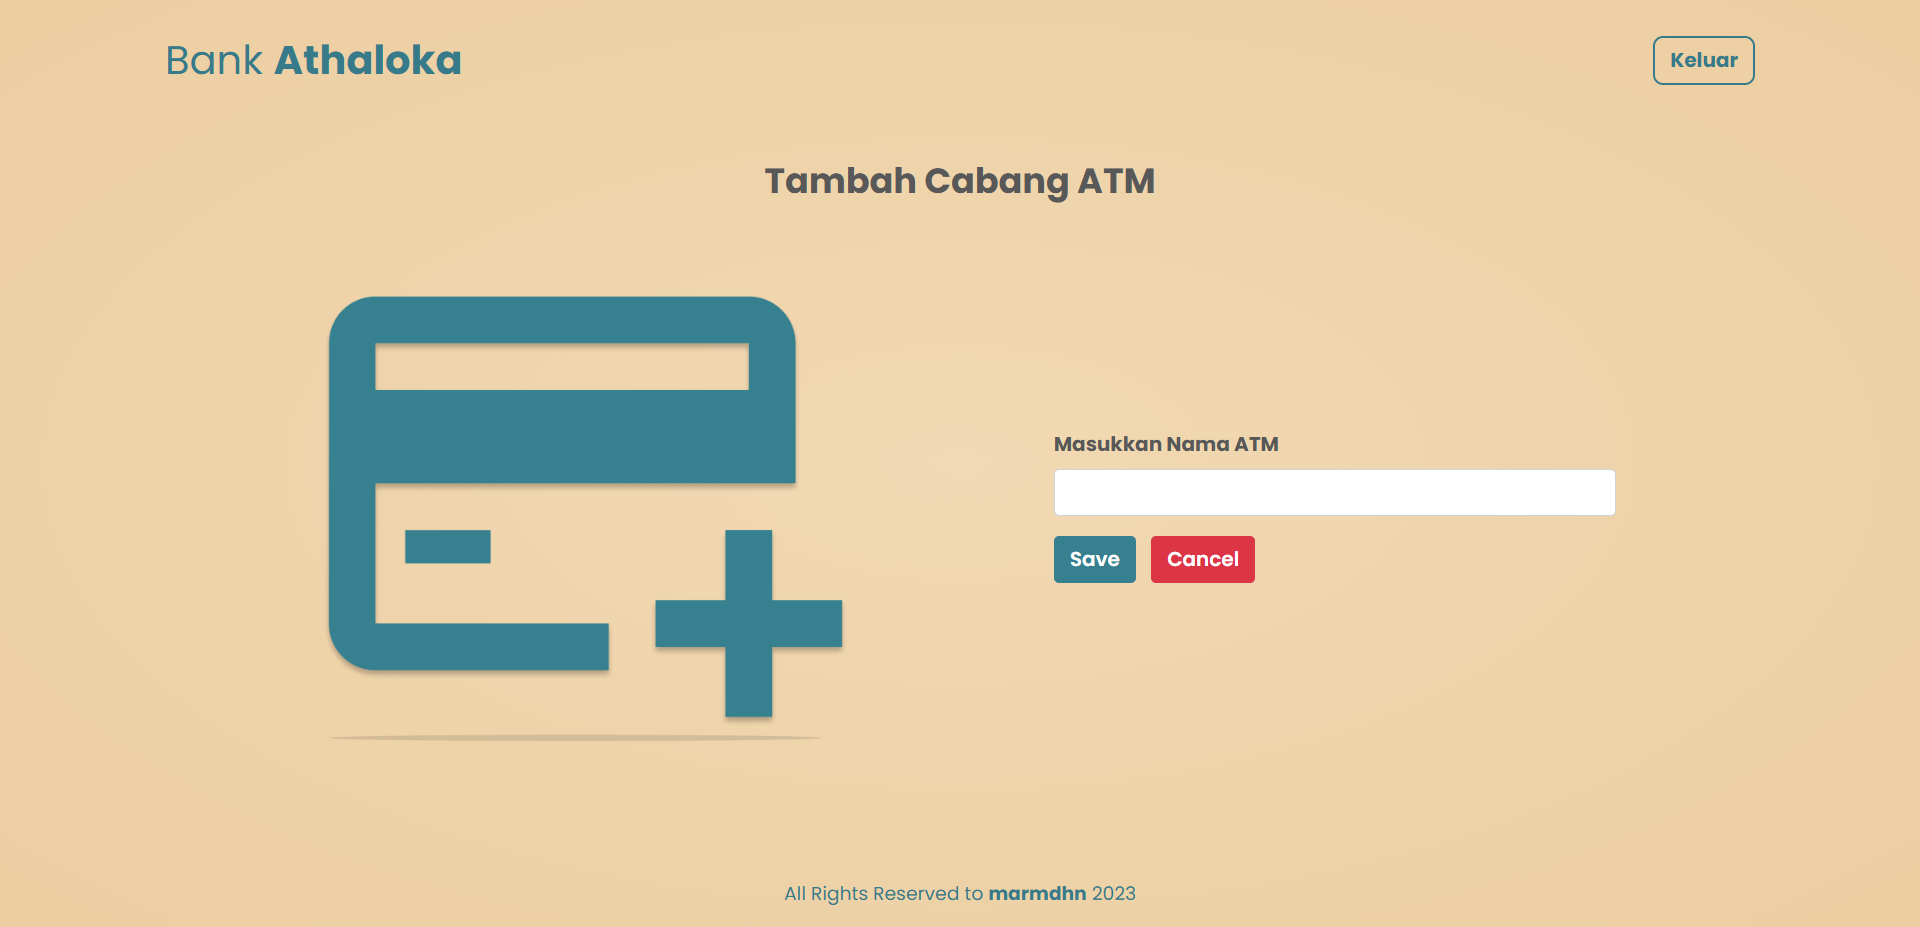 Bank Athaloka
Keluar
Tambah Cabang ATM
Masukkan Nama ATM
Save
Cancel
All Rights Reserved to marmdhn 2023